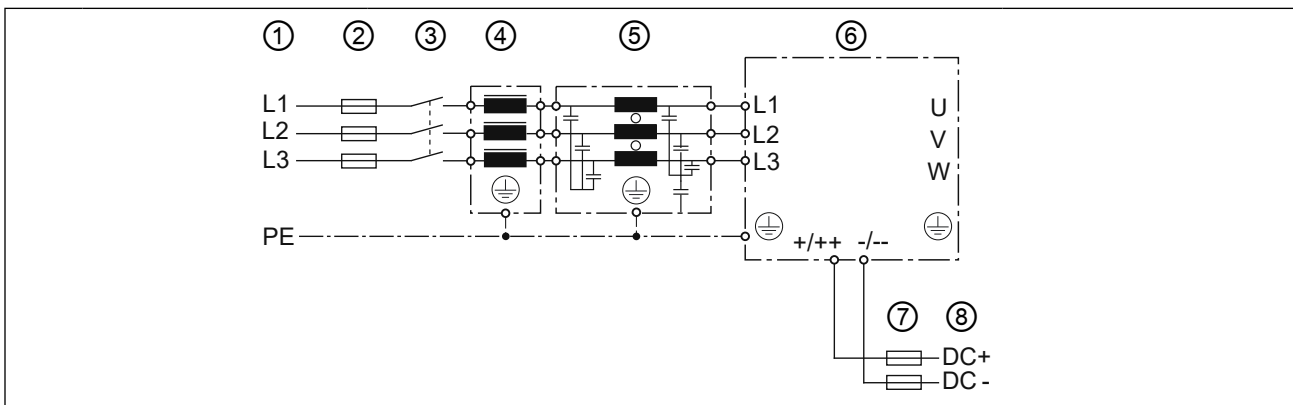 ① ② ③ ④ ⑤ ⑥
L1 L1 U
L2 L2 V
L3 L3 W
PE +/++ -/--
⑦ ⑧
DC+
DC -